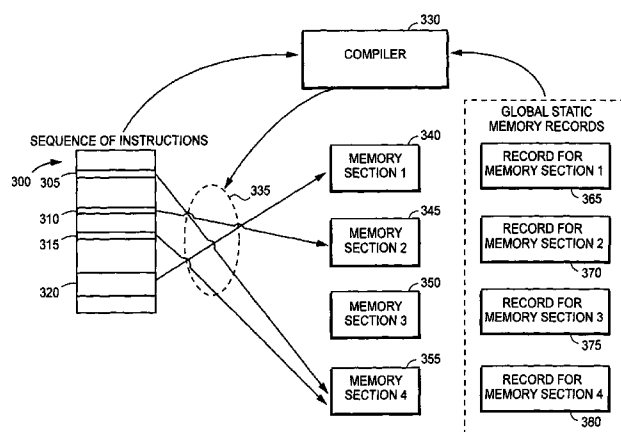 330
COMPILER
GLOBAL STATIC
MEMORY RECORDS
SEQUENCE OF INSTRUCTIONS
300
305
310
315
320
335
340
MEMORY
SECTION 1
345
MEMORY
SECTION 2
350
MEMORY
SECTION 3
355
MEMORY
SECTION 4
RECORD FOR
MEMORY SECTION 1
365
RECORD FOR
MEMORY SECTION 2
370
RECORD FOR
MEMORY SECTION 3
375
RECORD FOR
MEMORY SECTION 4
380